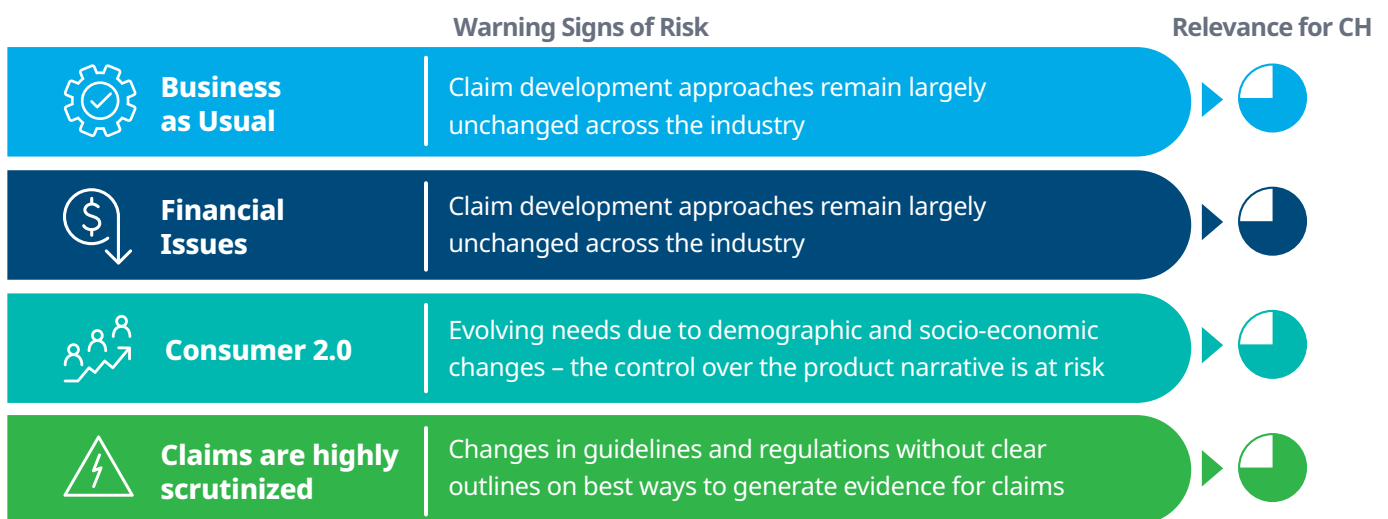 Warning Signs of Risk
Relevance for CH
Business
as Usual
Claim development approaches remain largely
unchanged across the industry
Financial
Issues
Claim development approaches remain largely
unchanged across the industry
Consumer 2.0
Evolving needs due to demographic and socio-economic
changes – the control over the product narrative is at risk
Claims are highly
scrutinized
Changes in guidelines and regulations without clear
outlines on best ways to generate evidence for claims